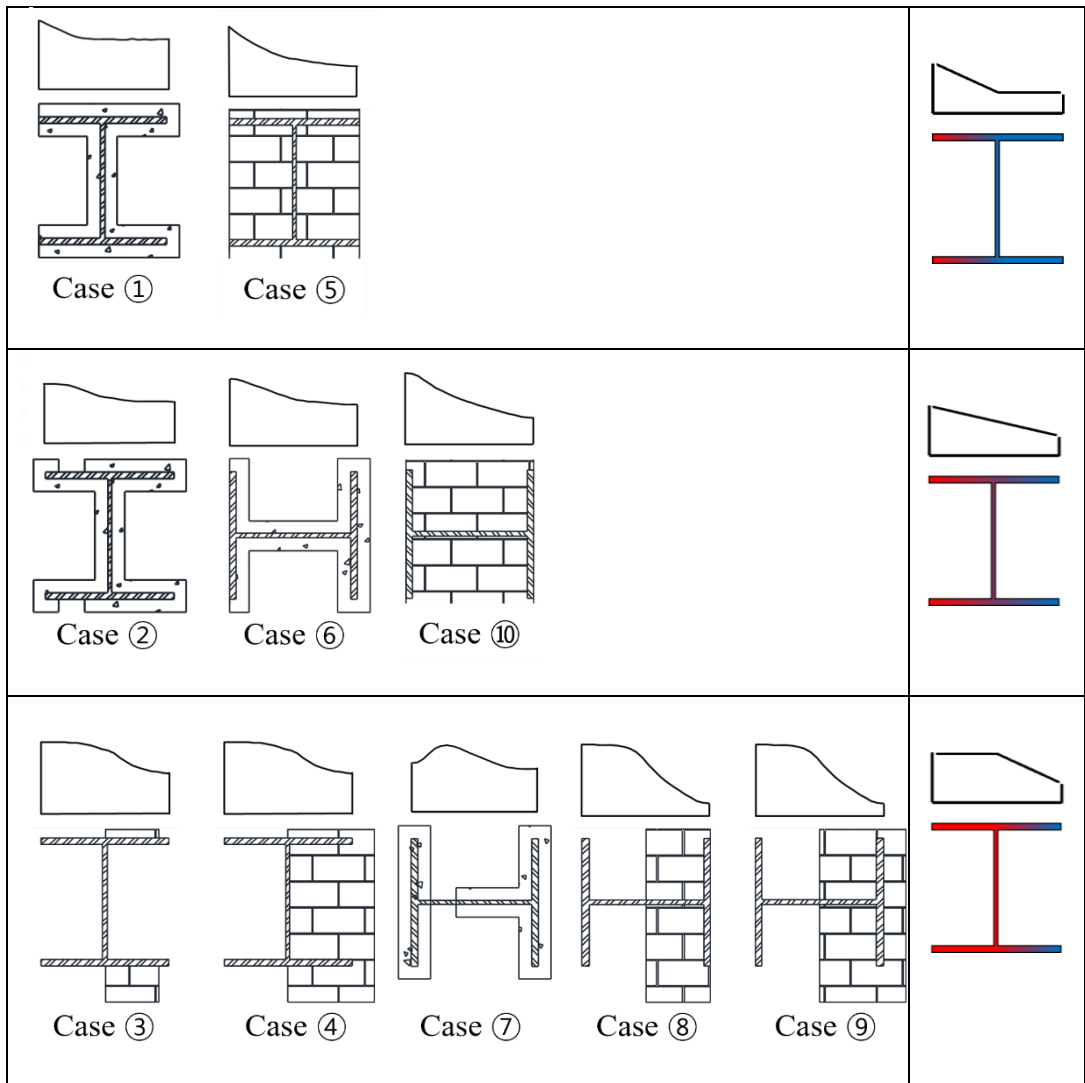 Case ①
Case ⑤
Case ②
Case ⑥
Case ⑩
Case ③
Case ④
Case ⑦
Case ⑧
Case ⑨